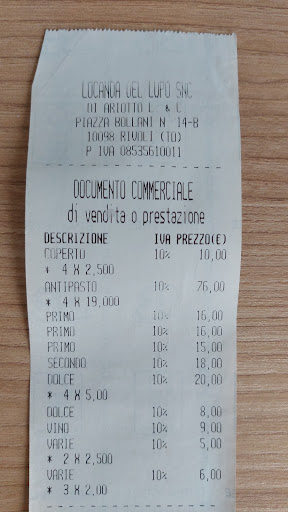 LOCANDA DEL LUPO SNC
DI ARIOTTO L. & C.
PIAZZA BOLLANI N 14-B
10098 RIVOLI (TO)
P IVA 08535610011
DOCUMENTO COMMERCIALE
di vendita o prestazione
DESCRIZIONE IVA PREZZO(€)
COPERTO 10% 10,00
* 4 X 2,500
ANTIPASTO 10% 76,00
* 4 X 19,000
PRIMO 10% 16,00
PRIMO 10% 16,00
PRIMO 10% 15,00
SECONDO 10% 18,00
DOLCE 10% 20,00
* 4 X 5,00
DOLCE 10% 8,00
VINO 10% 9,00
VARIE 10% 5,00
* 2 X 2,500
VARIE 10% 6,00
* 3 X 2,00